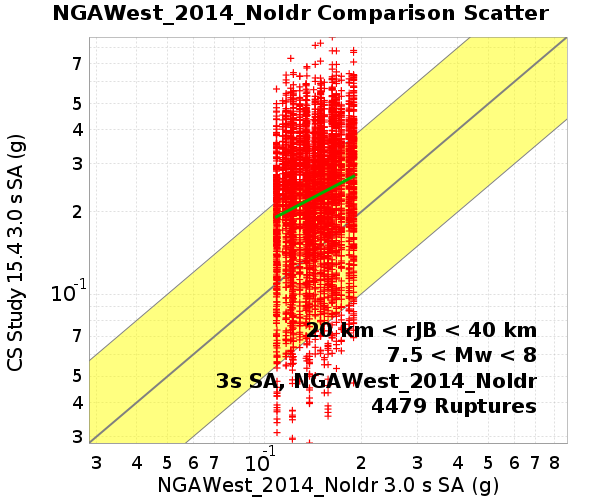 NGAWest_2014_NoIdr Comparison Scatter
CS Study 15.4 3.0 s SA (g)
7
5
4
3
2
10-1
7
5
4
3
20 km < rJB < 40 km
7.5 < Mw < 8
3s SA, NGAWest_2014_NoIdr
4479 Ruptures
3 4 5 6 7 10-1 2 3 4 5 6 7 8
NGAWest_2014_NoIdr 3.0 s SA (g)